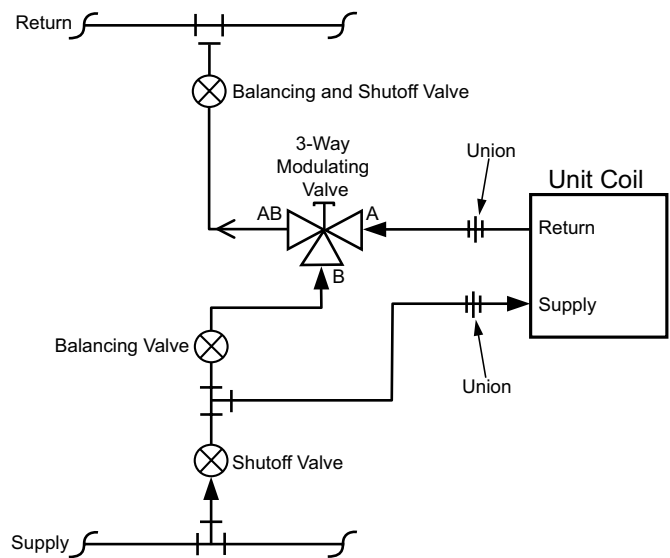 Return
Balancing and Shutoff Valve
3-Way
Modulating
Valve
Union
Unit Coil
AB
A
Return
B
Supply
Balancing Valve
Union
Shutoff Valve
Supply